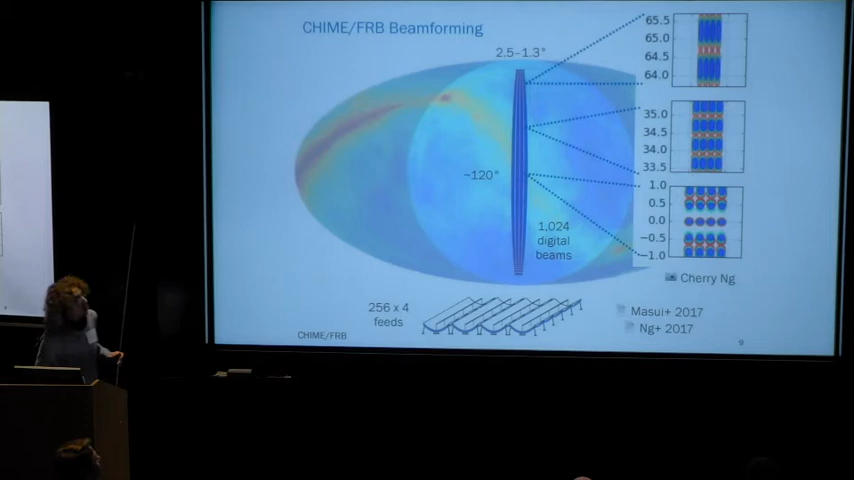 CHIME/FRB Beamforming
2.5–1.3°
~120°
1,024
digital
beams
65.5
65.0
64.5
64.0
35.0
34.5
34.0
33.5
1.0
0.5
0.0
−0.5
−1.0
Cherry Ng
256 x 4
feeds
Masui+ 2017
Ng+ 2017
CHIME/FRB
9